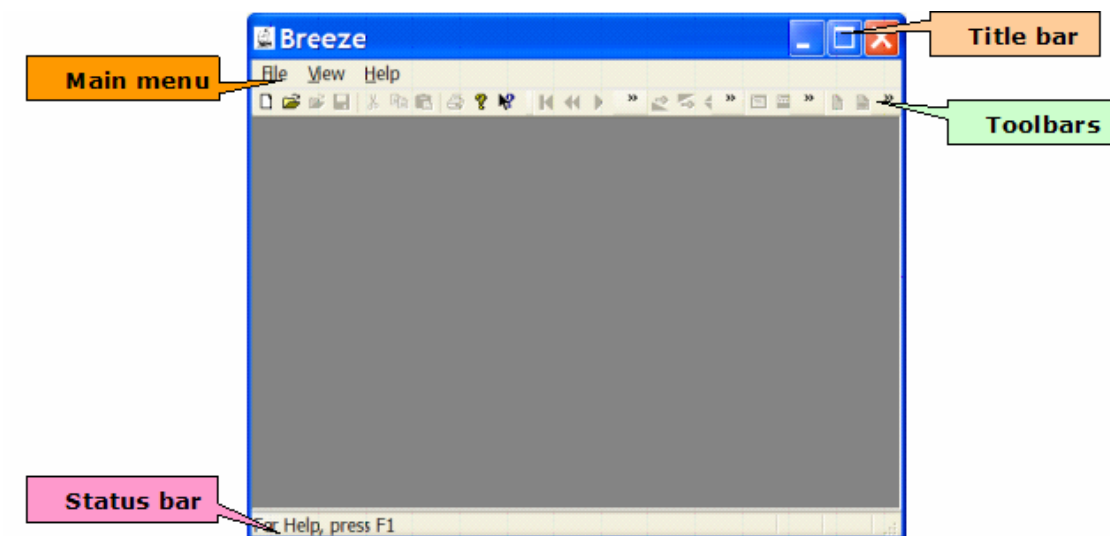 Breeze
Title bar
Main menu
File View Help
Toolbars
Status bar
For Help, press F1